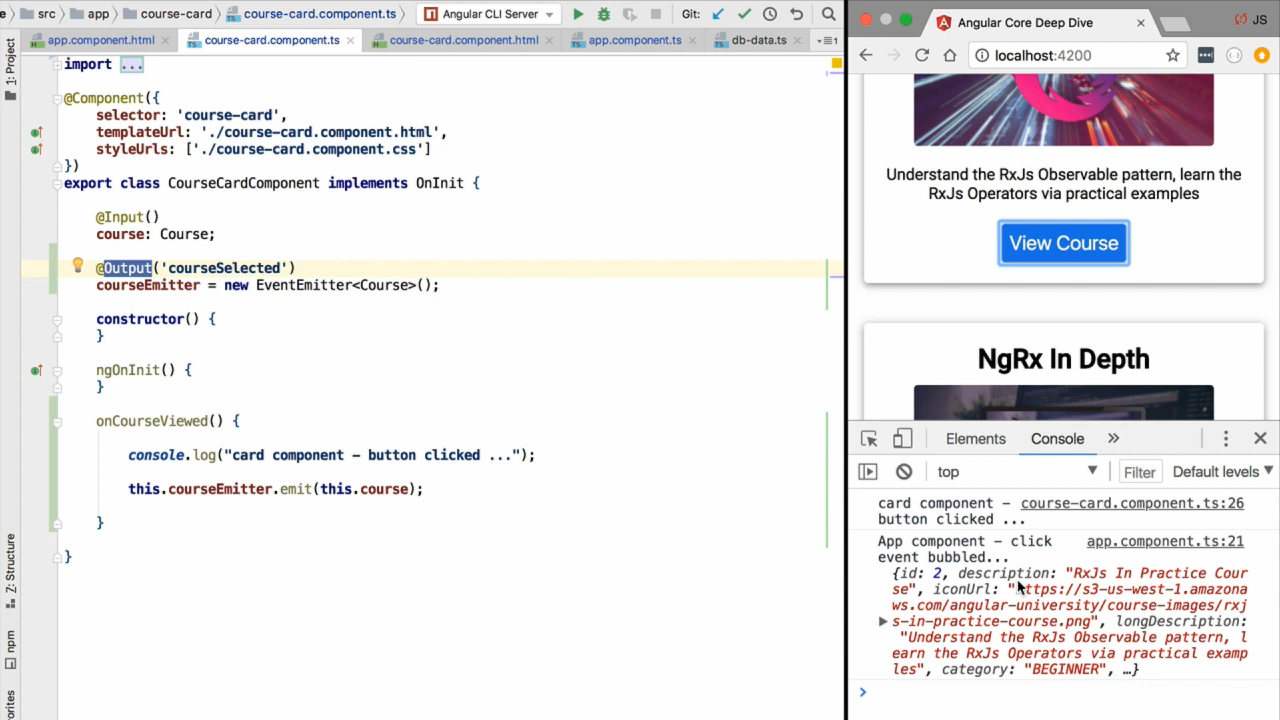 src
app
course-card
course-card.component.ts
Angular CLI Server
Git:
app.component.html
course-card.component.ts
course-card.component.html
app.component.ts
db-data.ts
1
1: Project
Z: Structure
npm
import ...
@Component({
selector: 'course-card',
templateUrl: './course-card.component.html',
styleUrls: ['./course-card.component.css']
})
export class CourseCardComponent implements OnInit {
@Input()
course: Course;
@Output('courseSelected')
courseEmitter = new EventEmitter<Course>();
constructor() {
}
ngOnInit() {
}
onCourseViewed() {
console.log("card component - button clicked ...");
this.courseEmitter.emit(this.course);
}
}
Angular Core Deep Dive
JS
localhost:4200
Understand the RxJs Observable pattern, learn the
RxJs Operators via practical examples
View Course
NgRx In Depth
Elements
Console
top
Filter
Default levels
card component - course-card.component.ts:26
button clicked ...
App component - click app.component.ts:21
event bubbled...
{id: 2, description: "RxJs In Practice Cour
se", iconUrl: "https://s3-us-west-1.amazona
ws.com/angular-university/course-images/rxj
s-in-practice-course.png", longDescription:
"Understand the RxJs Observable pattern, l
earn the RxJs Operators via practical examp
les", category: "BEGINNER", …}